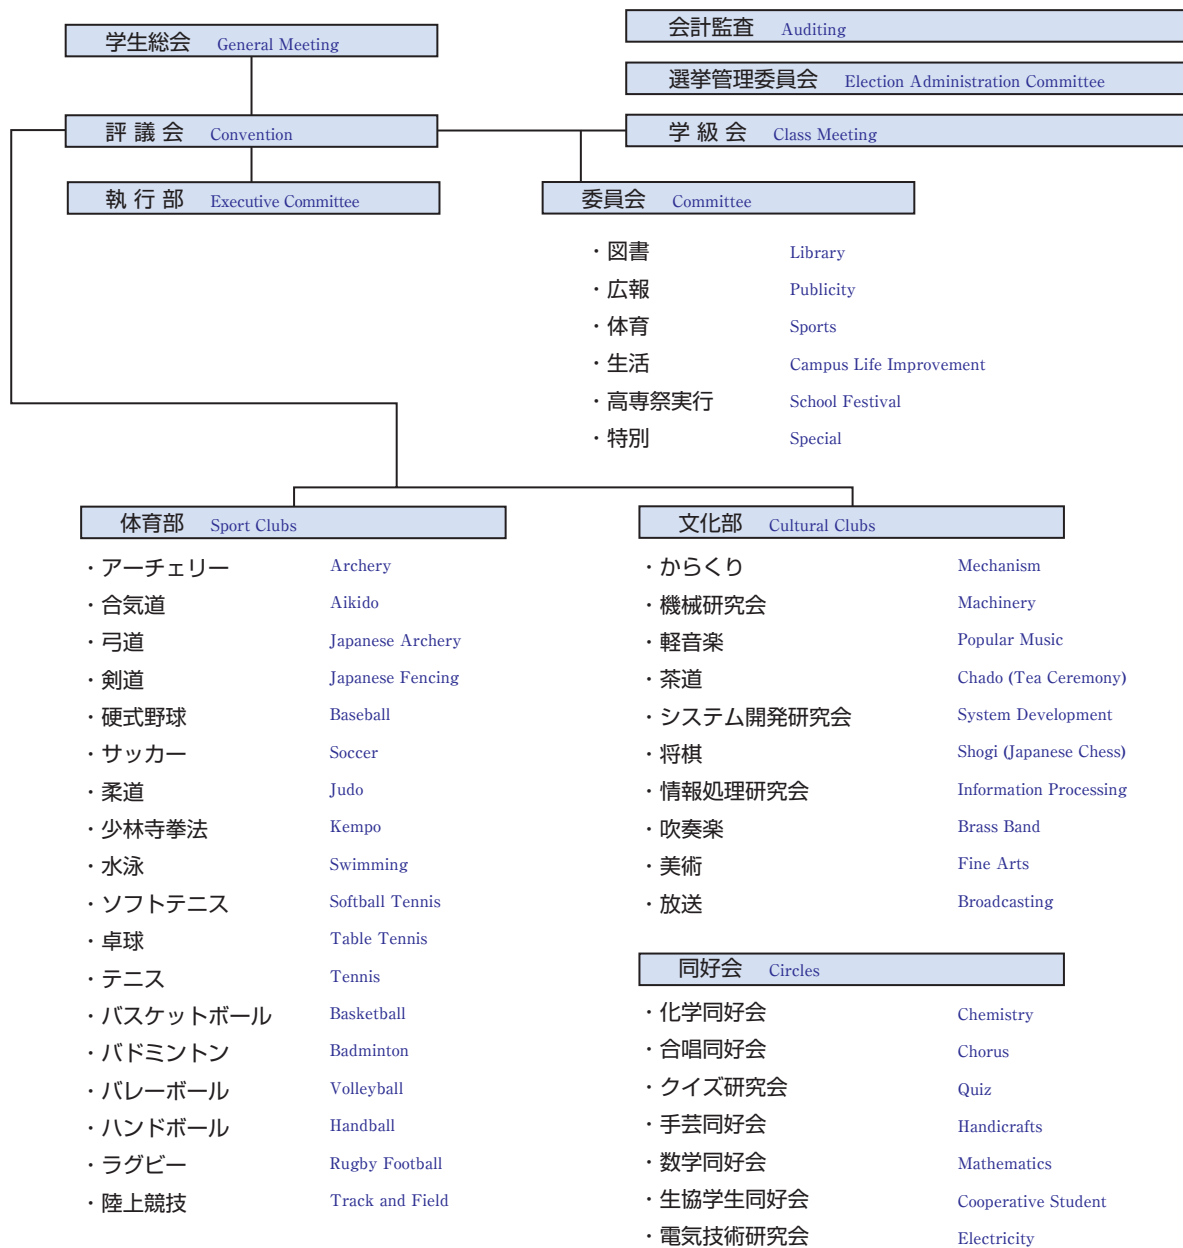 学生総会 General Meeting
会計監査 Auditing
選挙管理委員会 Election Administration Committee
評 議 会 Convention
学 級 会 Class Meeting
執 行 部 Executive Committee
委員会 Committee
・図書 Library
・広報 Publicity
・体育 Sports
・生活 Campus Life Improvement
・高専祭実行 School Festival
・特別 Special
体育部 Sport Clubs
・アーチェリー Archery
・合気道 Aikido
・弓道 Japanese Archery
・剣道 Japanese Fencing
・硬式野球 Baseball
・サッカー Soccer
・柔道 Judo
・少林寺拳法 Kempo
・水泳 Swimming
・ソフトテニス Softball Tennis
・卓球 Table Tennis
・テニス Tennis
・バスケットボール Basketball
・バドミントン Badminton
・バレーボール Volleyball
・ハンドボール Handball
・ラグビー Rugby Football
・陸上競技 Track and Field
文化部 Cultural Clubs
・からくり Mechanism
・機械研究会 Machinery
・軽音楽 Popular Music
・茶道 Chado (Tea Ceremony)
・システム開発研究会 System Development
・将棋 Shogi (Japanese Chess)
・情報処理研究会 Information Processing
・吹奏楽 Brass Band
・美術 Fine Arts
・放送 Broadcasting
同好会 Circles
・化学同好会 Chemistry
・合唱同好会 Chorus
・クイズ研究会 Quiz
・手芸同好会 Handicrafts
・数学同好会 Mathematics
・生協学生同好会 Cooperative Student
・電気技術研究会 Electricity